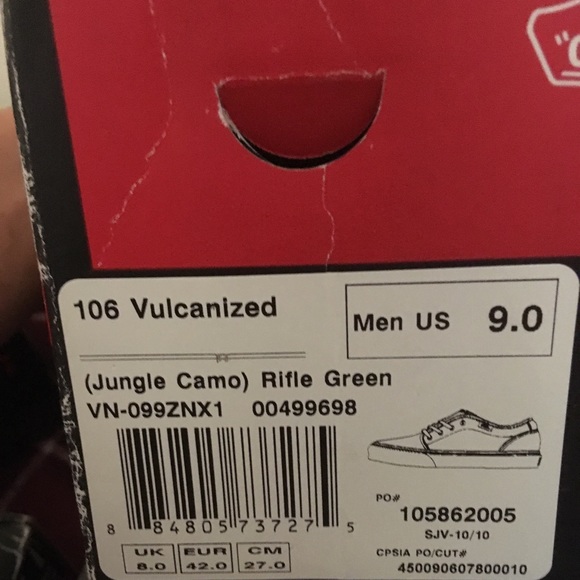 106 Vulcanized
Men US 9.0
(Jungle Camo) Rifle Green
VN-099ZNX1 00499698
8 84805 73727 5
PO#
105862005
SJV-10/10
CPSIA PO/CUT#
450090607800010
UK EUR CM
8.0 42.0 27.0